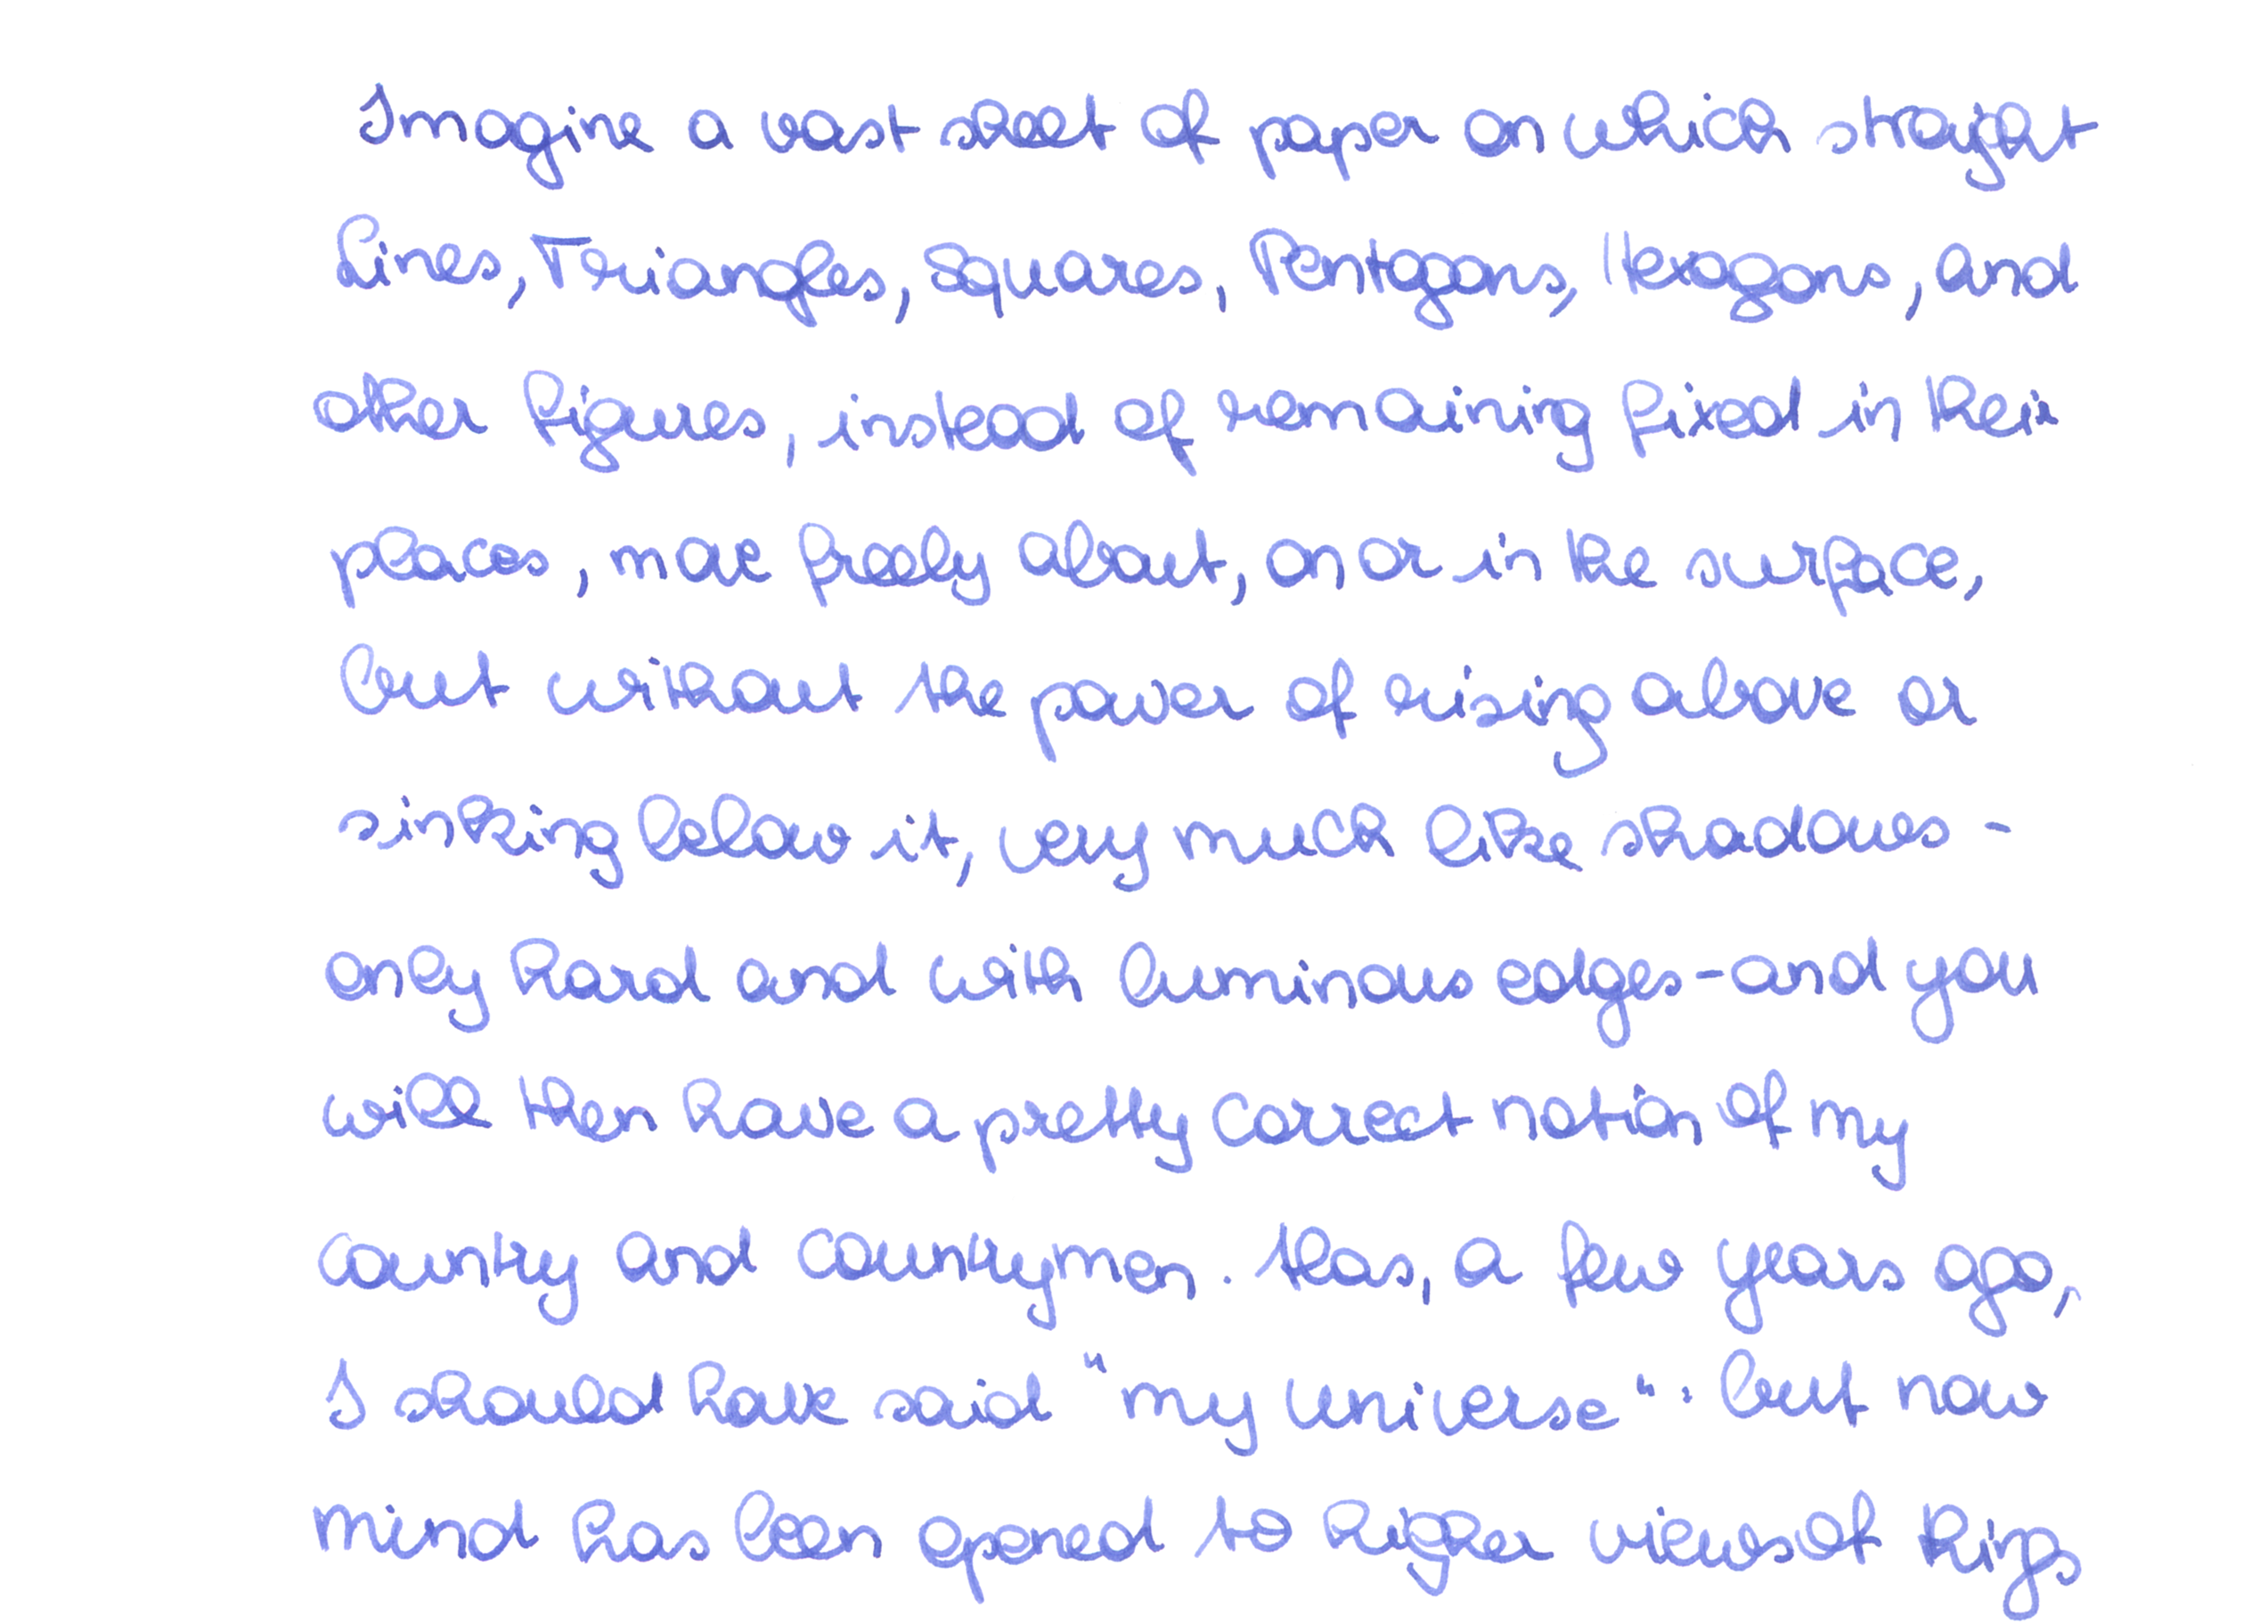 Imagine a vast sheet of paper on which straight
Lines, Triangles, Squares, Pentagons, Hexagons, and
other figures, instead of remaining fixed in their
places, move freely about, on or in the surface,
but without the power of rising above or
sinking below it, very much like shadows -
only hard and with luminous edges - and you
will then have a pretty correct notion of my
country and countrymen. Alas, a few years ago,
I should have said "my universe": but now
mind has been opened to higher views of things